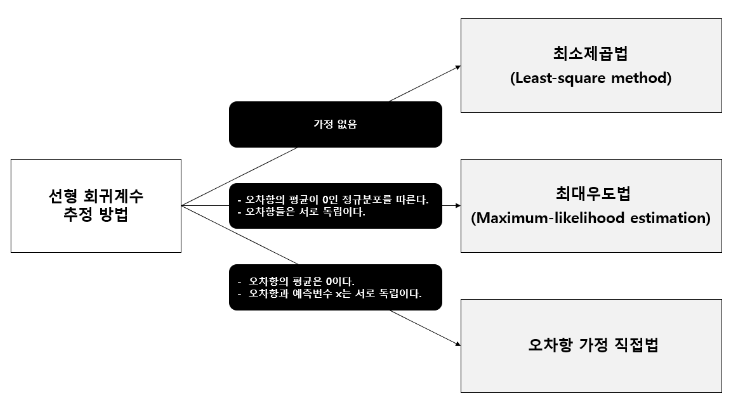 최소제곱법
(Least-square method)
가정 없음
선형 회귀계수
추정 방법
- 오차항의 평균이 0인 정규분포를 따른다.
- 오차항들은 서로 독립이다.
최대우도법
(Maximum-likelihood estimation)
- 오차항의 평균은 0이다.
- 오차항과 예측변수 x는 서로 독립이다.
오차항 가정 직접법